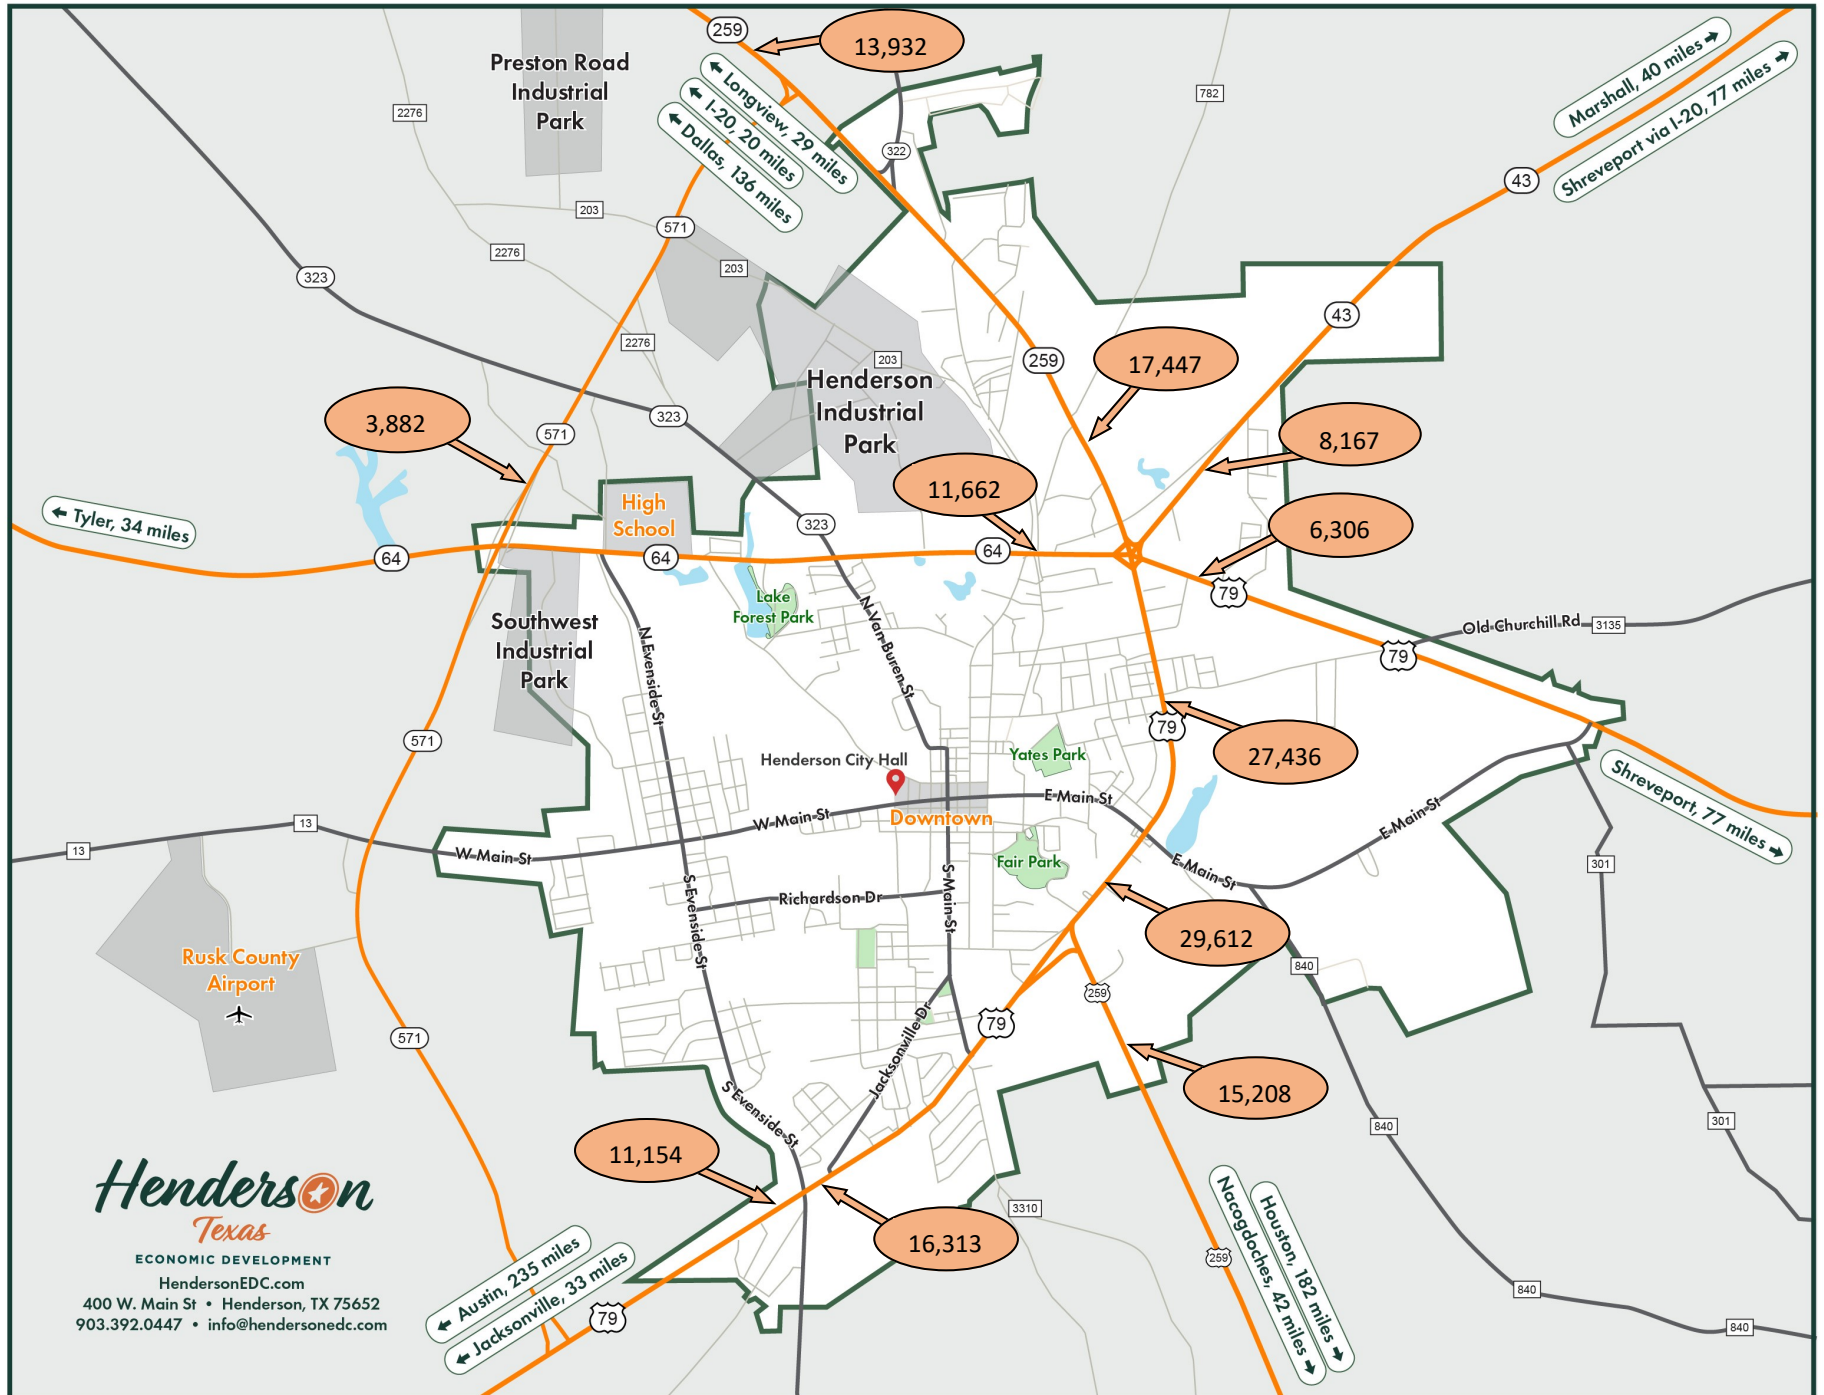 259
13,932
Preston Road
Industrial
Park
Longview, 29 miles
I-20, 20 miles
Dallas, 136 miles
Marshall, 40 miles
Shreveport via I-20, 77 miles
2276
782
322
43
203
571
2276
203
323
43
2276
203
259
17,447
Henderson
Industrial
Park
3,882
323
571
8,167
11,662
High
School
Tyler, 34 miles
323
6,306
64
64
64
79
Lake
Forest Park
N Van Buren St
Old Churchill Rd
3135
Southwest
Industrial
Park
N Evenside St
79
79
27,436
571
Henderson City Hall
Yates Park
Shreveport, 77 miles
13
13
W Main St
W Main St
Downtown
E Main St
E Main St
E Main St
Fair Park
301
S Evenside St
Richardson Dr
S Main St
29,612
Rusk County
Airport
840
259
79
571
Jacksonville Dr
15,208
S Evenside St
840
301
11,154
16,313
3310
Nacogdoches, 42 miles
Houston, 182 miles
259
840
840
Henderson
Texas
ECONOMIC DEVELOPMENT
HendersonEDC.com
400 W. Main St • Henderson, TX 75652
903.392.0447 • info@hendersonedc.com
Austin, 235 miles
Jacksonville, 33 miles
79